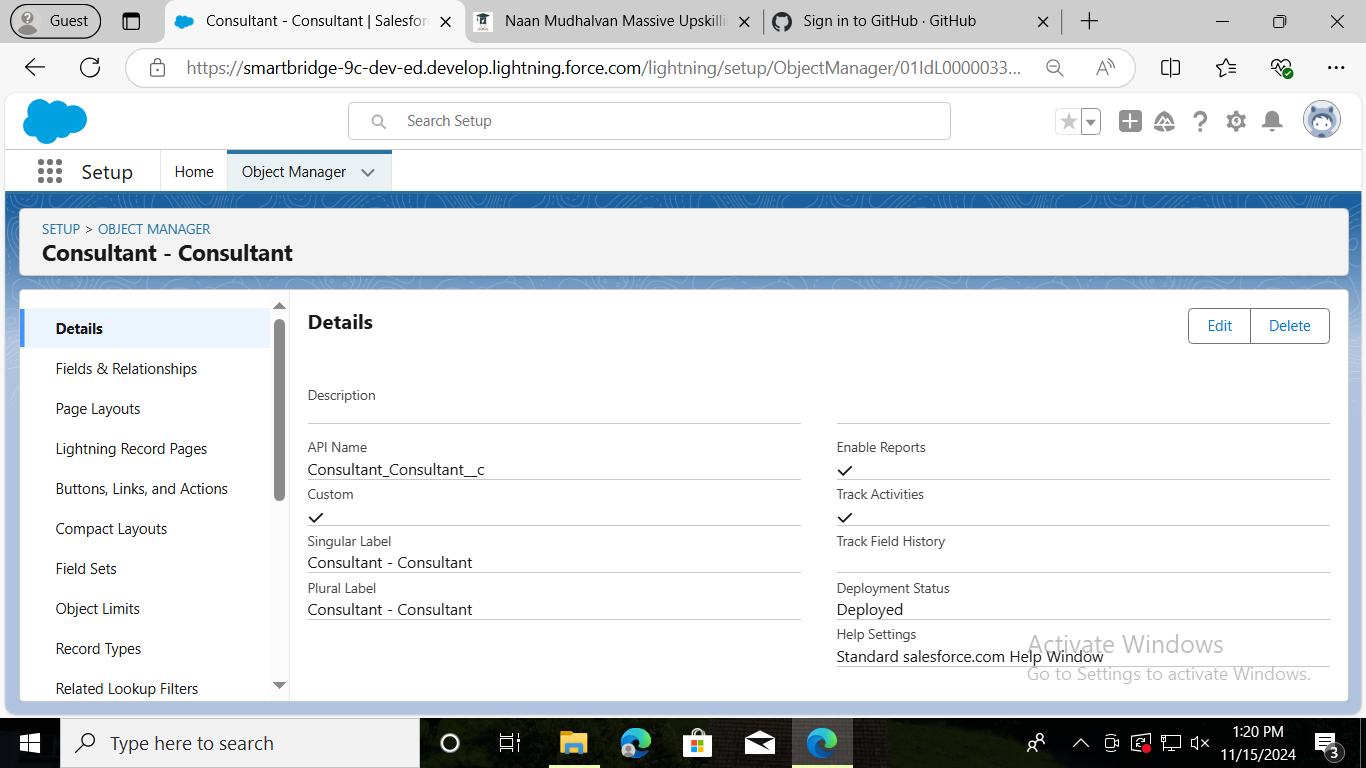 Guest
Consultant - Consultant | Salesfor
Naan Mudhalvan Massive Upskilli
Sign in to GitHub · GitHub
https://smartbridge-9c-dev-ed.develop.lightning.force.com/lightning/setup/ObjectManager/01IdL0000033...
Search Setup
Setup
Home
Object Manager
SETUP > OBJECT MANAGER
Consultant - Consultant
Details
Fields & Relationships
Page Layouts
Lightning Record Pages
Buttons, Links, and Actions
Compact Layouts
Field Sets
Object Limits
Record Types
Related Lookup Filters
Details
Edit
Delete
Description
API Name
Consultant_Consultant__c
Custom
Singular Label
Consultant - Consultant
Plural Label
Consultant - Consultant
Enable Reports
Track Activities
Track Field History
Deployment Status
Deployed
Help Settings
Standard salesforce.com Help Window
Activate Windows
Go to Settings to activate Windows.
Type here to search
1:20 PM
11/15/2024
3